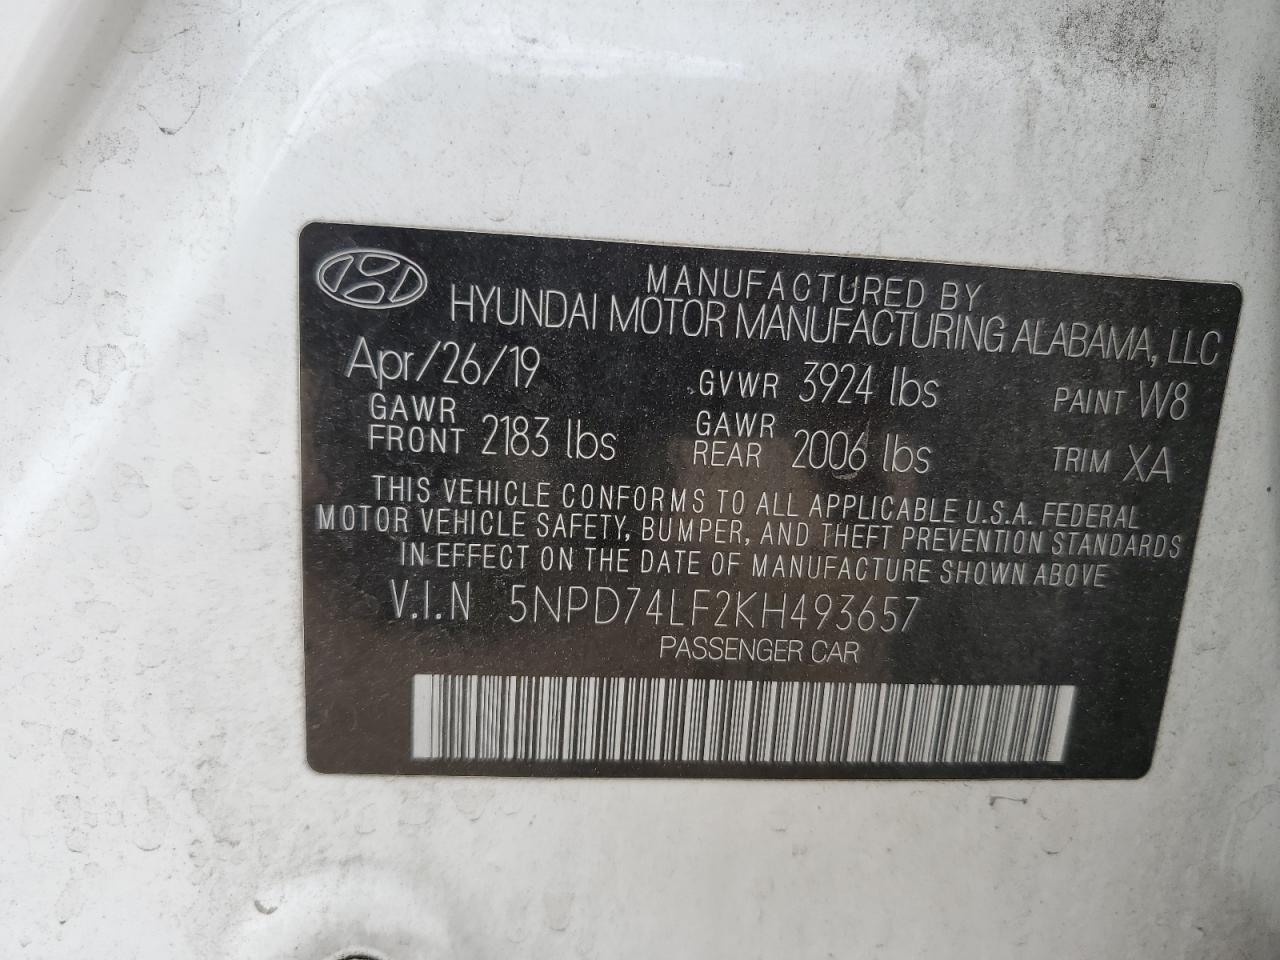 MANUFACTURED BY
HYUNDAI MOTOR MANUFACTURING ALABAMA, LLC
Apr/26/19 GVWR 3924 lbs PAINT W8
GAWR FRONT 2183 lbs GAWR REAR 2006 lbs TRIM XA
THIS VEHICLE CONFORMS TO ALL APPLICABLE U.S.A. FEDERAL
MOTOR VEHICLE SAFETY, BUMPER, AND THEFT PREVENTION STANDARDS
IN EFFECT ON THE DATE OF MANUFACTURE SHOWN ABOVE
V.I.N 5NPD74LF2KH493657
PASSENGER CAR